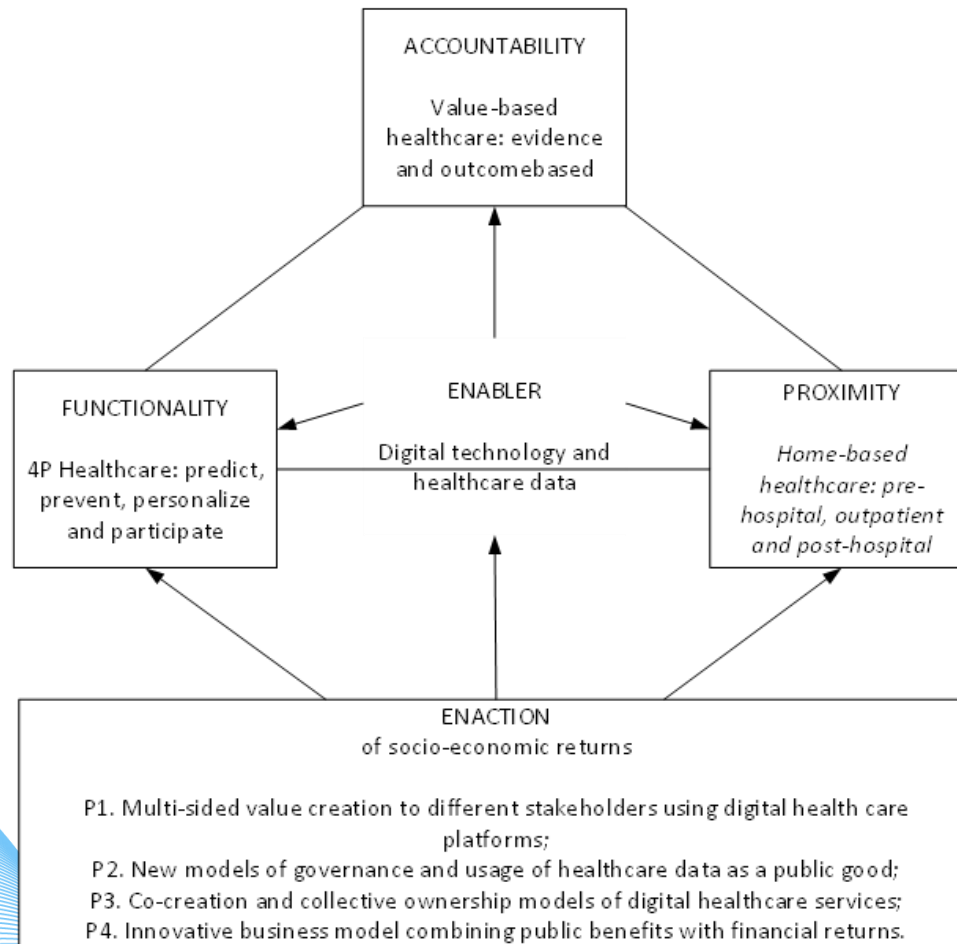 ACCOUNTABILITY
Value-based
healthcare: evidence
and outcomebased
FUNCTIONALITY
4P Healthcare: predict,
prevent, personalize
and participate
ENABLER
Digital technology and
healthcare data
PROXIMITY
Home-based
healthcare: pre-
hospital, outpatient
and post-hospital
ENACTION
of socio-economic returns
P1. Multi-sided value creation to different stakeholders using digital health care
platforms;
P2. New models of governance and usage of healthcare data as a public good;
P3. Co-creation and collective ownership models of digital healthcare services;
P4. Innovative business model combining public benefits with financial returns.